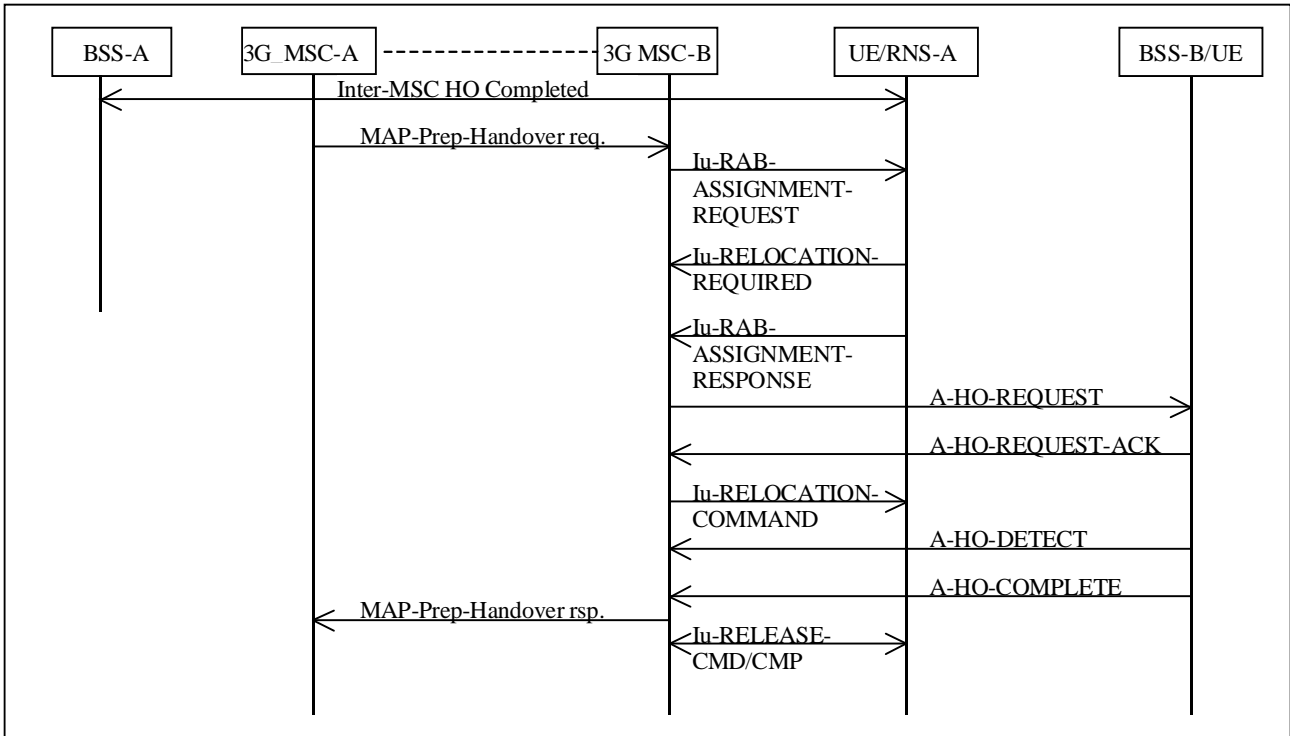 BSS-A
3G_MSC-A
3G MSC-B
UE/RNS-A
BSS-B/UE
Inter-MSC HO Completed
MAP-Prep-Handover req.
Iu-RAB-
ASSIGNMENT-
REQUEST
Iu-RELOCATION-
REQUIRED
Iu-RAB-
ASSIGNMENT-
RESPONSE
A-HO-REQUEST
A-HO-REQUEST-ACK
Iu-RELOCATION-
COMMAND
A-HO-DETECT
A-HO-COMPLETE
MAP-Prep-Handover rsp.
Iu-RELEASE-
CMD/CMP